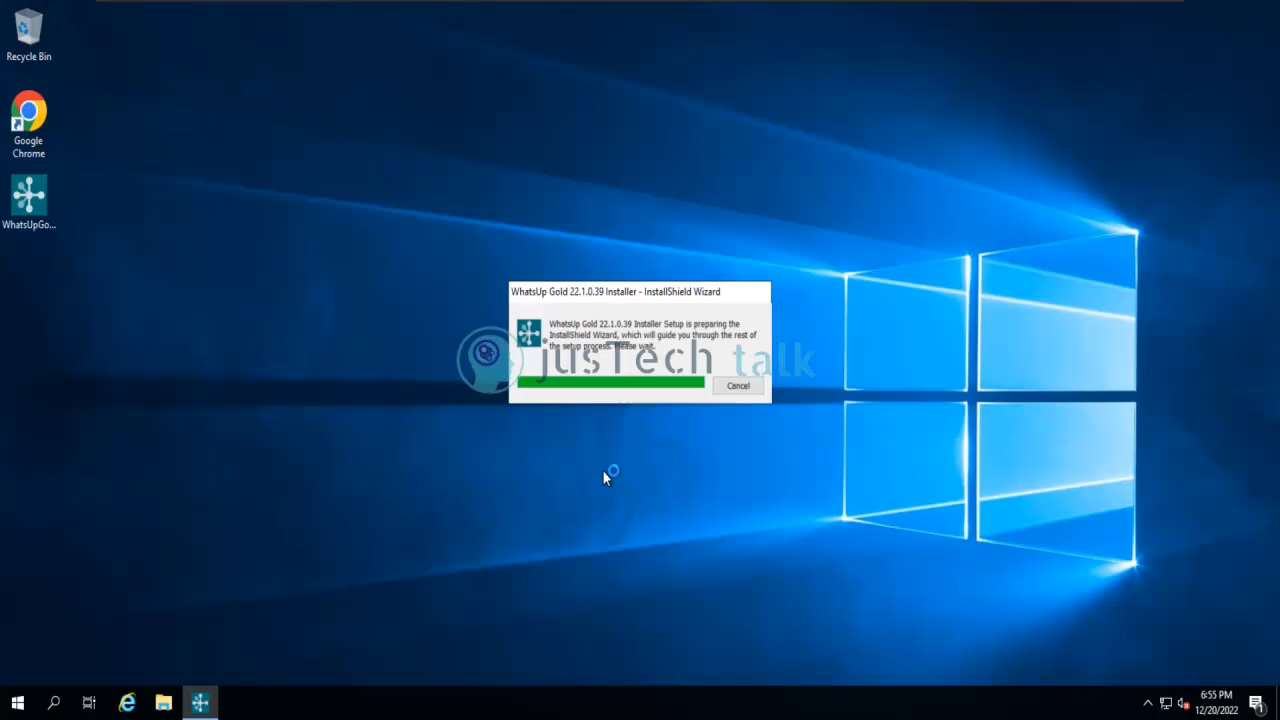 Recycle Bin
Google
Chrome
WhatsUpGo...
WhatsUp Gold 22.1.0.39 Installer - InstallShield Wizard
WhatsUp Gold 22.1.0.39 Installer Setup is preparing the
InstallShield Wizard, which will guide you through the rest of
the setup process. Please wait.
jusTech talk
Cancel
6:55 PM
12/20/2022
1